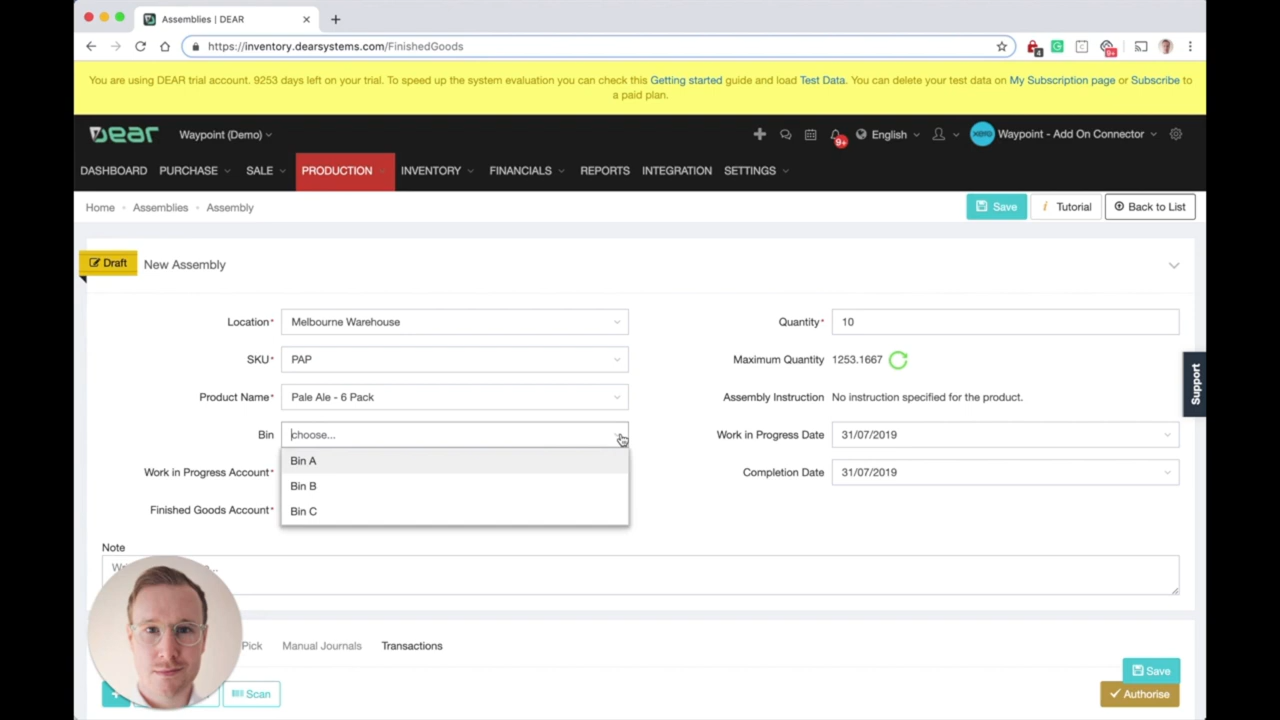 Assemblies | DEAR
https://inventory.dearsystems.com/FinishedGoods
4
9+
You are using DEAR trial account. 9253 days left on your trial. To speed up the system evaluation you can check this Getting started guide and load Test Data. You can delete your test data on My Subscription page or Subscribe to
a paid plan.
DEAR Waypoint (Demo) 9+ English xero Waypoint - Add On Connector
DASHBOARD PURCHASE SALE PRODUCTION INVENTORY FINANCIALS REPORTS INTEGRATION SETTINGS
Home Assemblies Assembly Save Tutorial Back to List
Draft New Assembly
Location* Melbourne Warehouse Quantity* 10
SKU* PAP Maximum Quantity 1253.1667
Product Name* Pale Ale - 6 Pack Assembly Instruction No instruction specified for the product.
Bin choose... Work in Progress Date 31/07/2019
Bin A
Work in Progress Account* Completion Date 31/07/2019
Bin B
Finished Goods Account* Bin C
Support
Note
Pick Manual Journals Transactions
Save
Scan Authorise